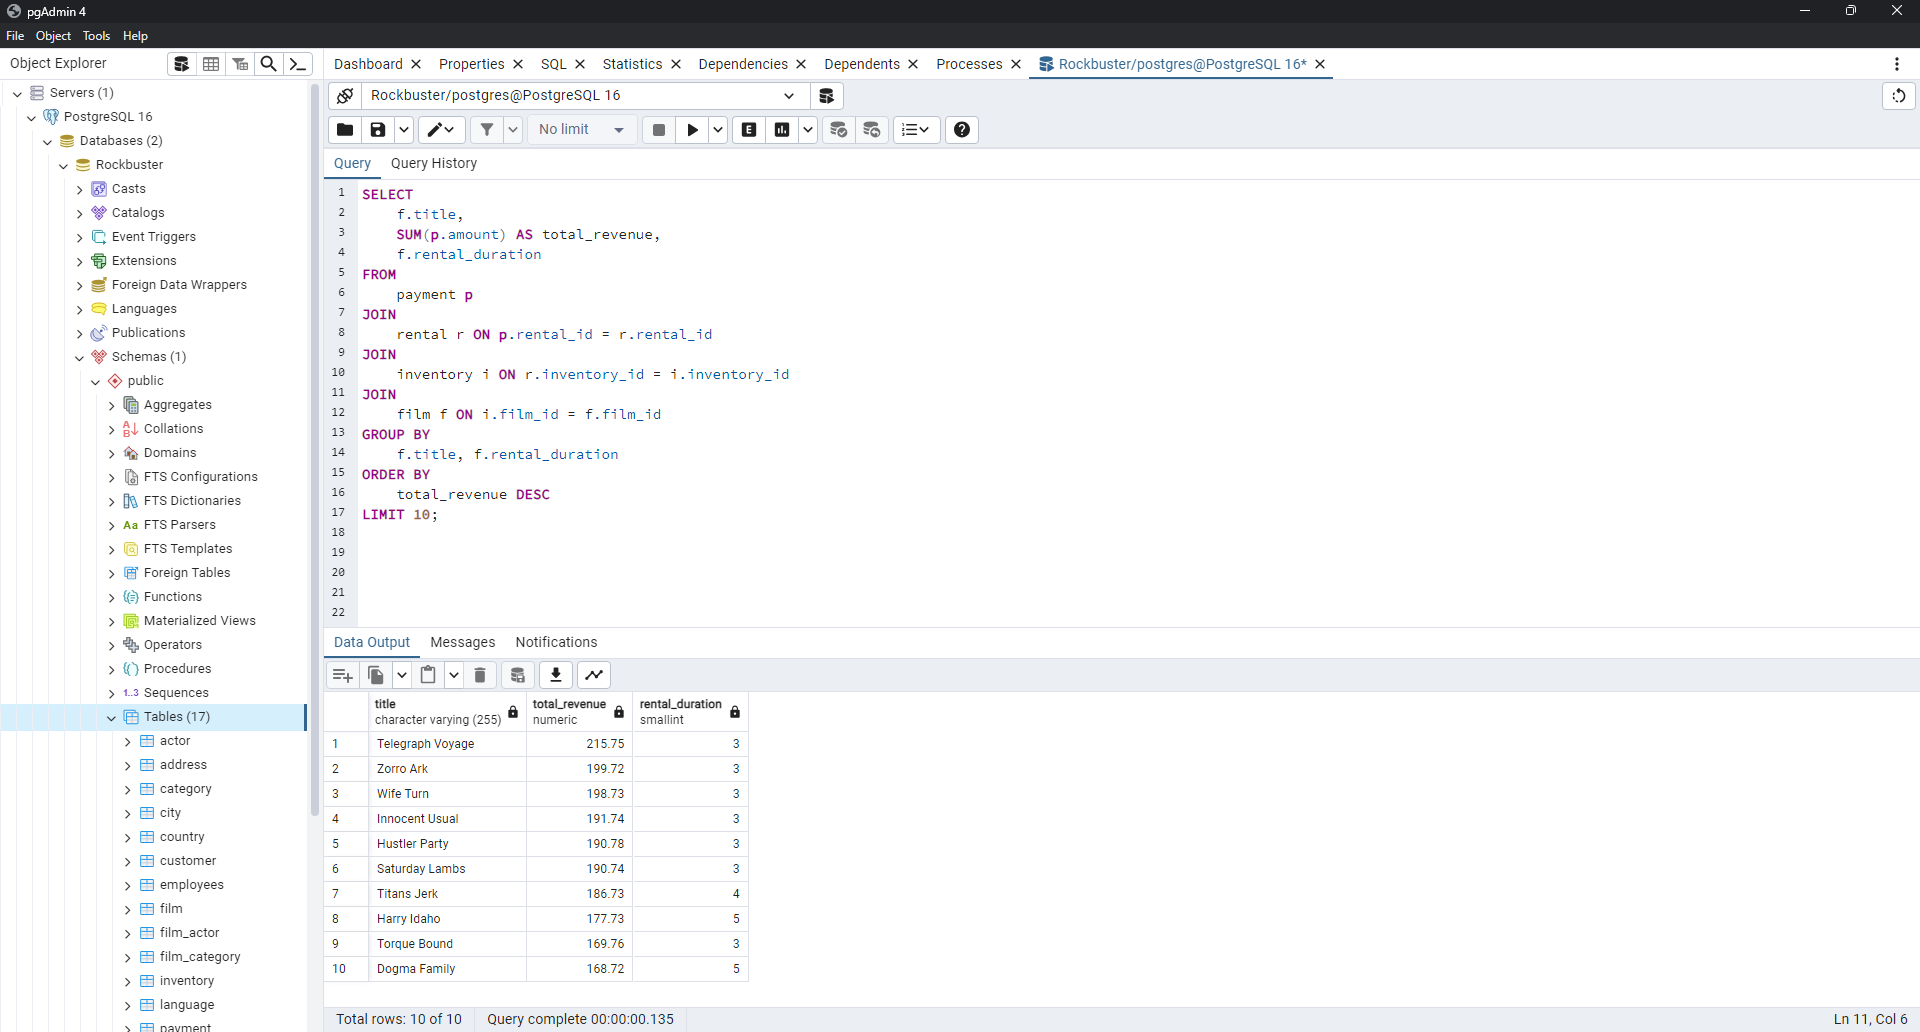 pgAdmin 4
File Object Tools Help
Object Explorer
Dashboard Properties SQL Statistics Dependencies Dependents Processes Rockbuster/postgres@PostgreSQL 16*
Servers (1)
PostgreSQL 16
Databases (2)
Rockbuster
Casts
Catalogs
Event Triggers
Extensions
Foreign Data Wrappers
Languages
Publications
Schemas (1)
public
Aggregates
Collations
Domains
FTS Configurations
FTS Dictionaries
Aa FTS Parsers
FTS Templates
Foreign Tables
Functions
Materialized Views
Operators
Procedures
1..3 Sequences
Tables (17)
actor
address
category
city
country
customer
employees
film
film_actor
film_category
inventory
language
payment
Rockbuster/postgres@PostgreSQL 16
No limit
E
Query Query History
1 SELECT
2 f.title,
3 SUM(p.amount) AS total_revenue,
4 f.rental_duration
5 FROM
6 payment p
7 JOIN
8 rental r ON p.rental_id = r.rental_id
9 JOIN
10 inventory i ON r.inventory_id = i.inventory_id
11 JOIN
12 film f ON i.film_id = f.film_id
13 GROUP BY
14 f.title, f.rental_duration
15 ORDER BY
16 total_revenue DESC
17 LIMIT 10;
18
19
20
21
22
Data Output Messages Notifications
title total_revenue rental_duration
character varying (255) numeric smallint
1 Telegraph Voyage 215.75 3
2 Zorro Ark 199.72 3
3 Wife Turn 198.73 3
4 Innocent Usual 191.74 3
5 Hustler Party 190.78 3
6 Saturday Lambs 190.74 3
7 Titans Jerk 186.73 4
8 Harry Idaho 177.73 5
9 Torque Bound 169.76 3
10 Dogma Family 168.72 5
Total rows: 10 of 10 Query complete 00:00:00.135 Ln 11, Col 6